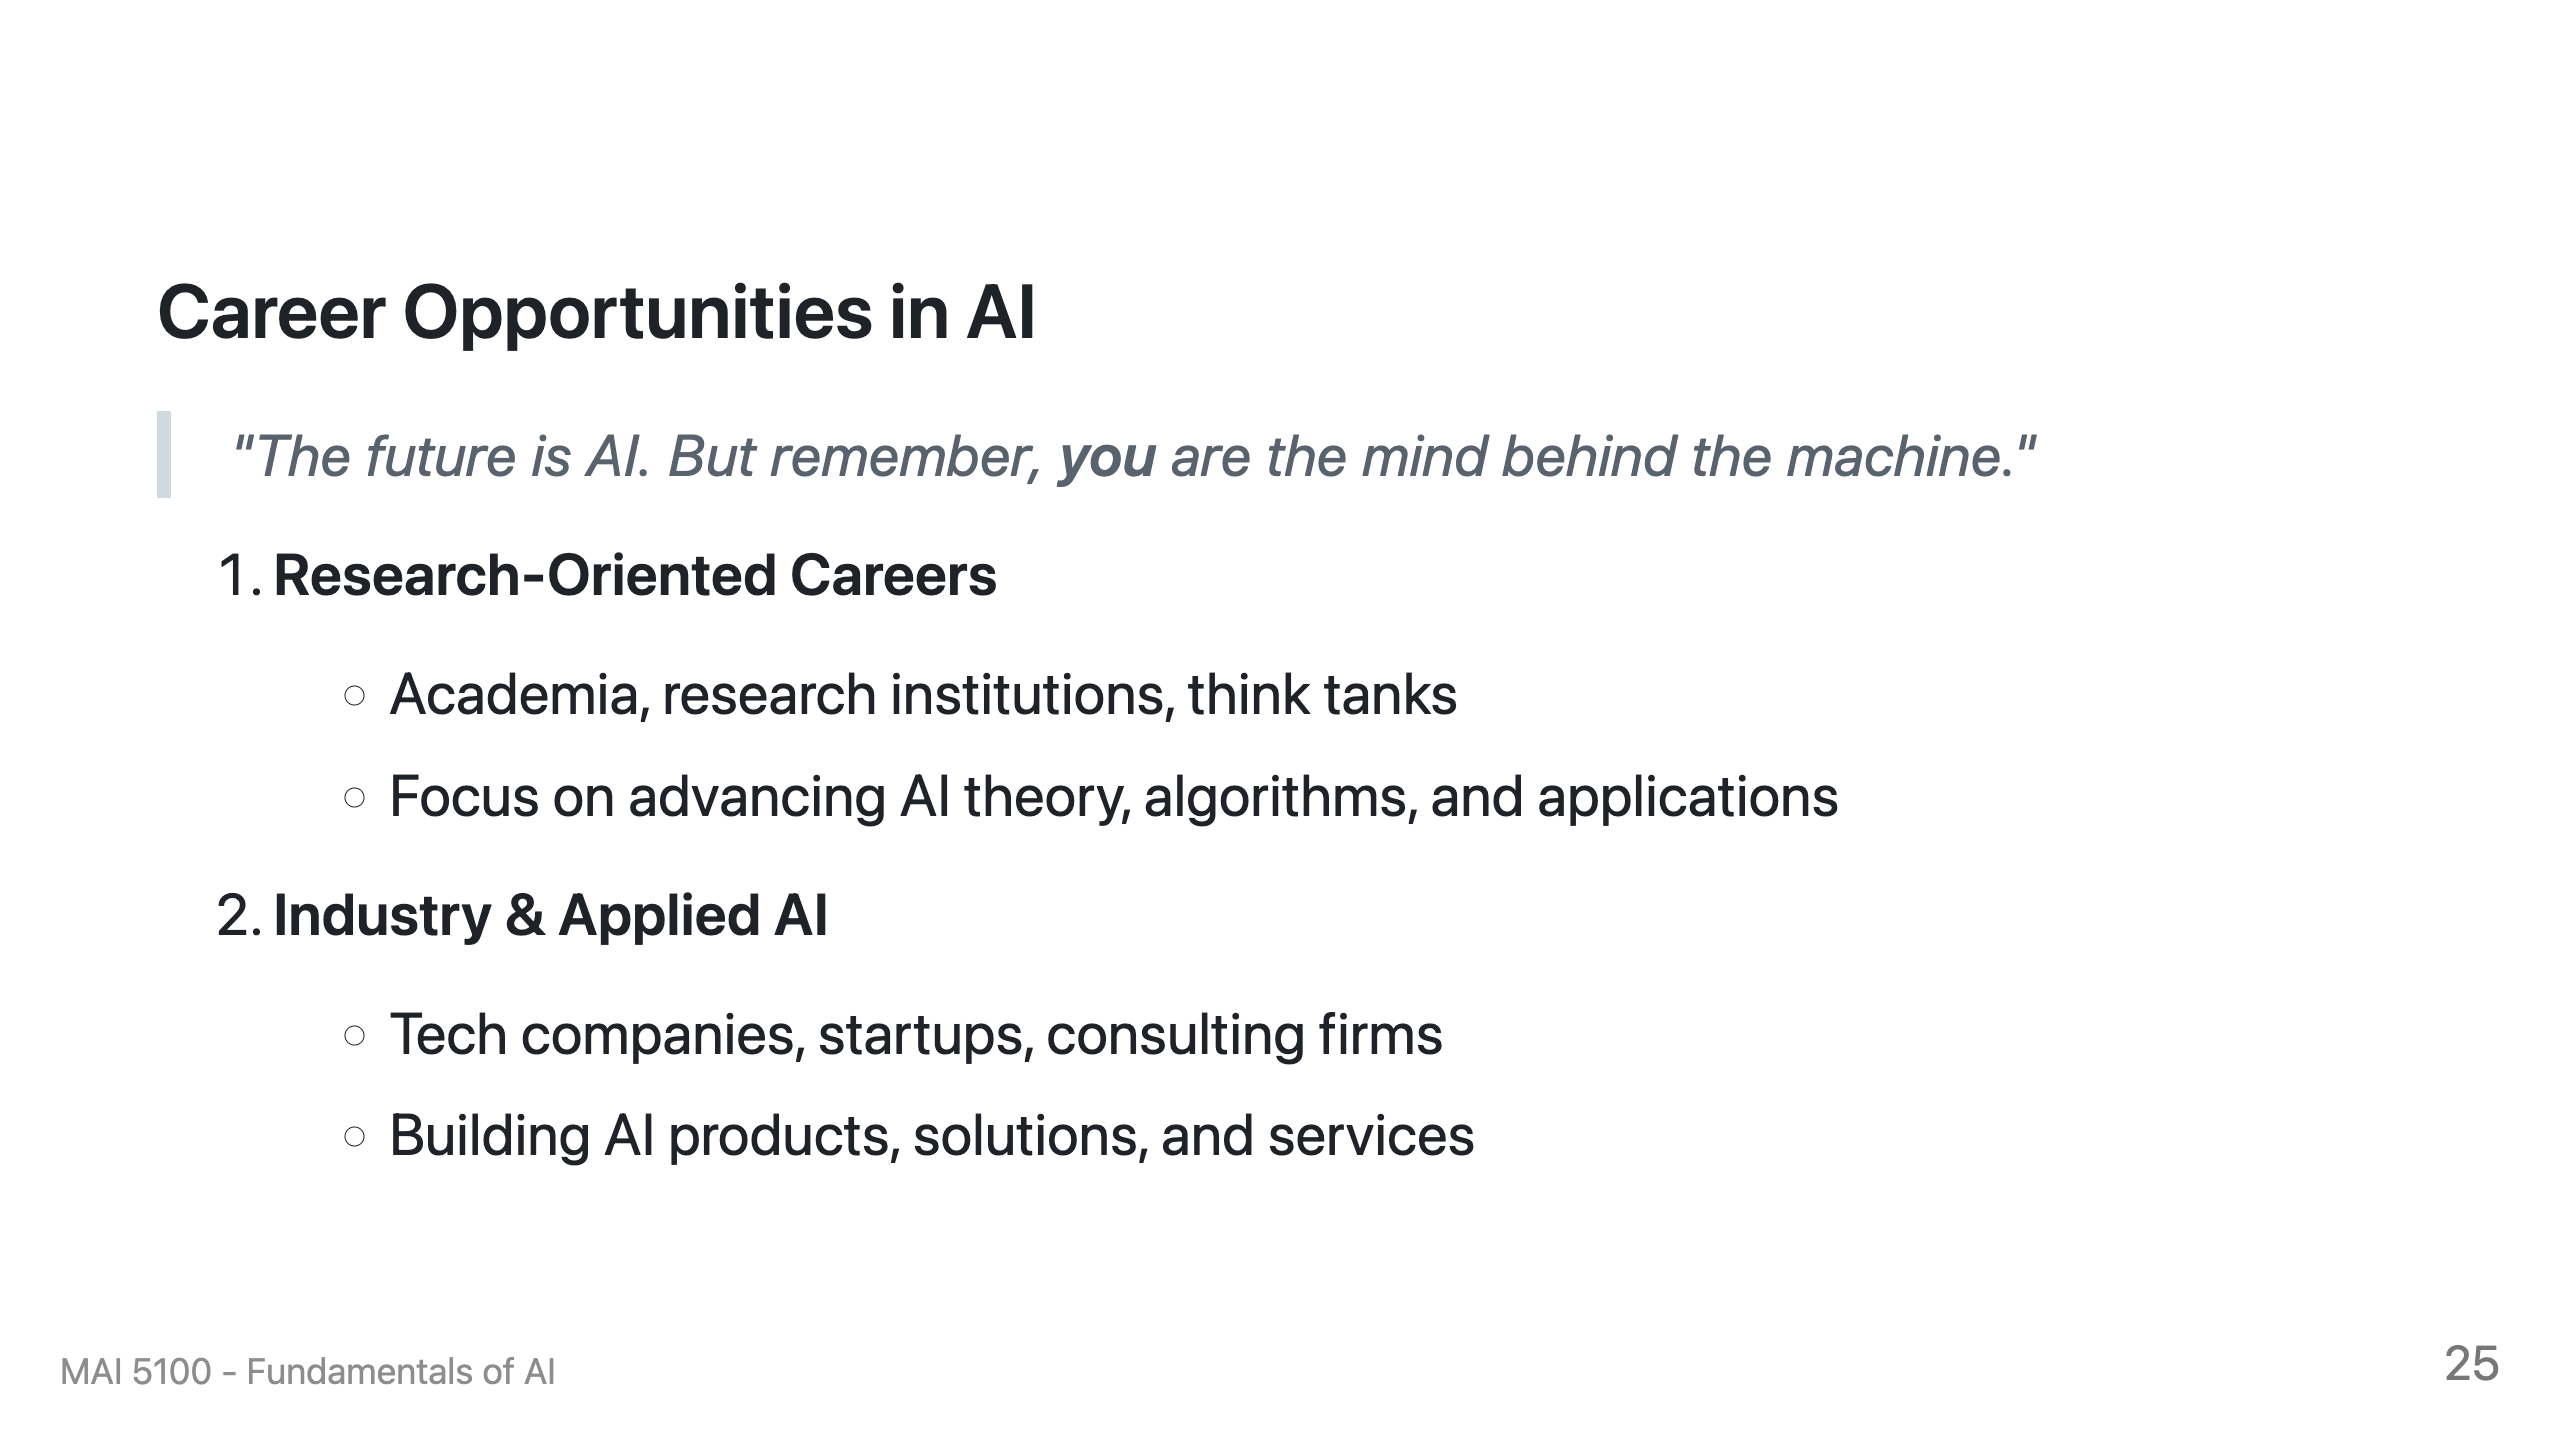 Career Opportunities in AI
"The future is AI. But remember, you are the mind behind the machine."
1. Research-Oriented Careers
○ Academia, research institutions, think tanks
○ Focus on advancing AI theory, algorithms, and applications
2. Industry & Applied AI
○ Tech companies, startups, consulting firms
○ Building AI products, solutions, and services
MAI 5100 - Fundamentals of AI
25